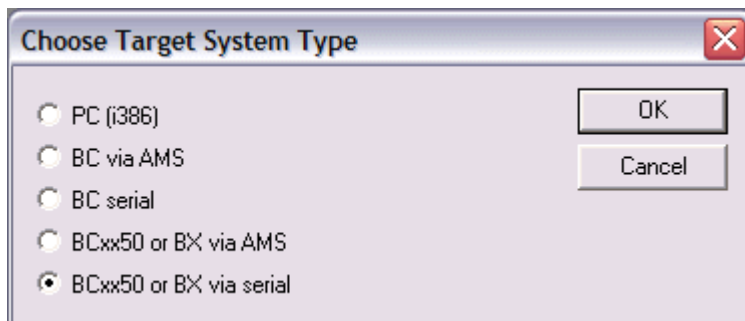 Choose Target System Type
PC (i386)
OK
BC via AMS
Cancel
BC serial
BCxx50 or BX via AMS
BCxx50 or BX via serial